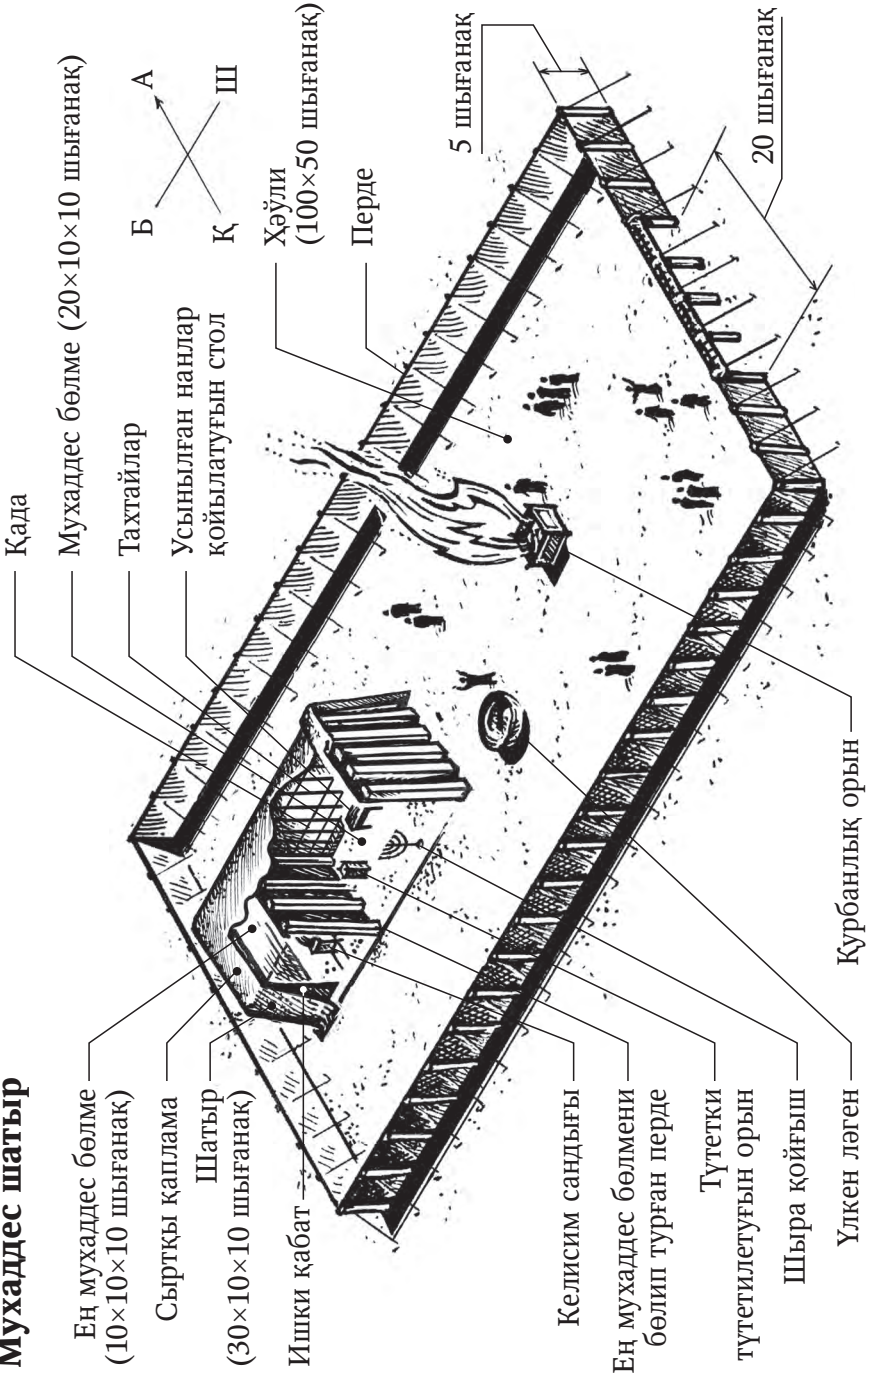 Мухаддес шатыр
Ең мухаддес бөлме
(10×10×10 шығанақ)
Сыртқы қаплама
Шатыр
(30×10×10 шығанақ)
Ишки қабат
Қада
Мухаддес бөлме (20×10×10 шығанақ)
Тахтайлар
Усынылған нанлар
қойылатуғын стол
Б
А
Қ
Ш
Ҳәўли
(100×50 шығанақ)
Перде
5 шығанақ
20 шығанақ
Келисим сандығы
Ең мухаддес бөлмени
бөлип турған перде
Түтетки
түтетилетуғын орын
Шыра қойғыш
Үлкен ләген
Қурбанлық орын